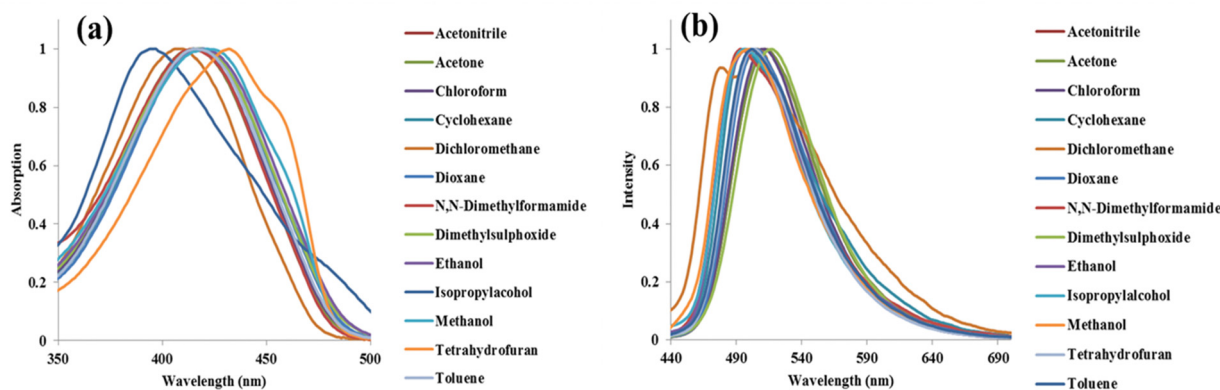 (a)
Absorption
1
0.8
0.6
0.4
0.2
0
350
400
450
500
Wavelength (nm)
Acetonitrile
Acetone
Chloroform
Cyclohexane
Dichloromethane
Dioxane
N,N-Dimethylformamide
Dimethylsulphoxide
Ethanol
Isopropylacohol
Methanol
Tetrahydrofuran
Toluene
(b)
Intensity
1
0.8
0.6
0.4
0.2
0
440
490
540
590
640
690
Wavelength (nm)
Acetonitrile
Acetone
Chloroform
Cyclohexane
Dichloromethane
Dioxane
N,N-Dimethylformamide
Dimethylsulphoxide
Ethanol
Isopropylalcohol
Methanol
Tetrahydrofuran
Toluene